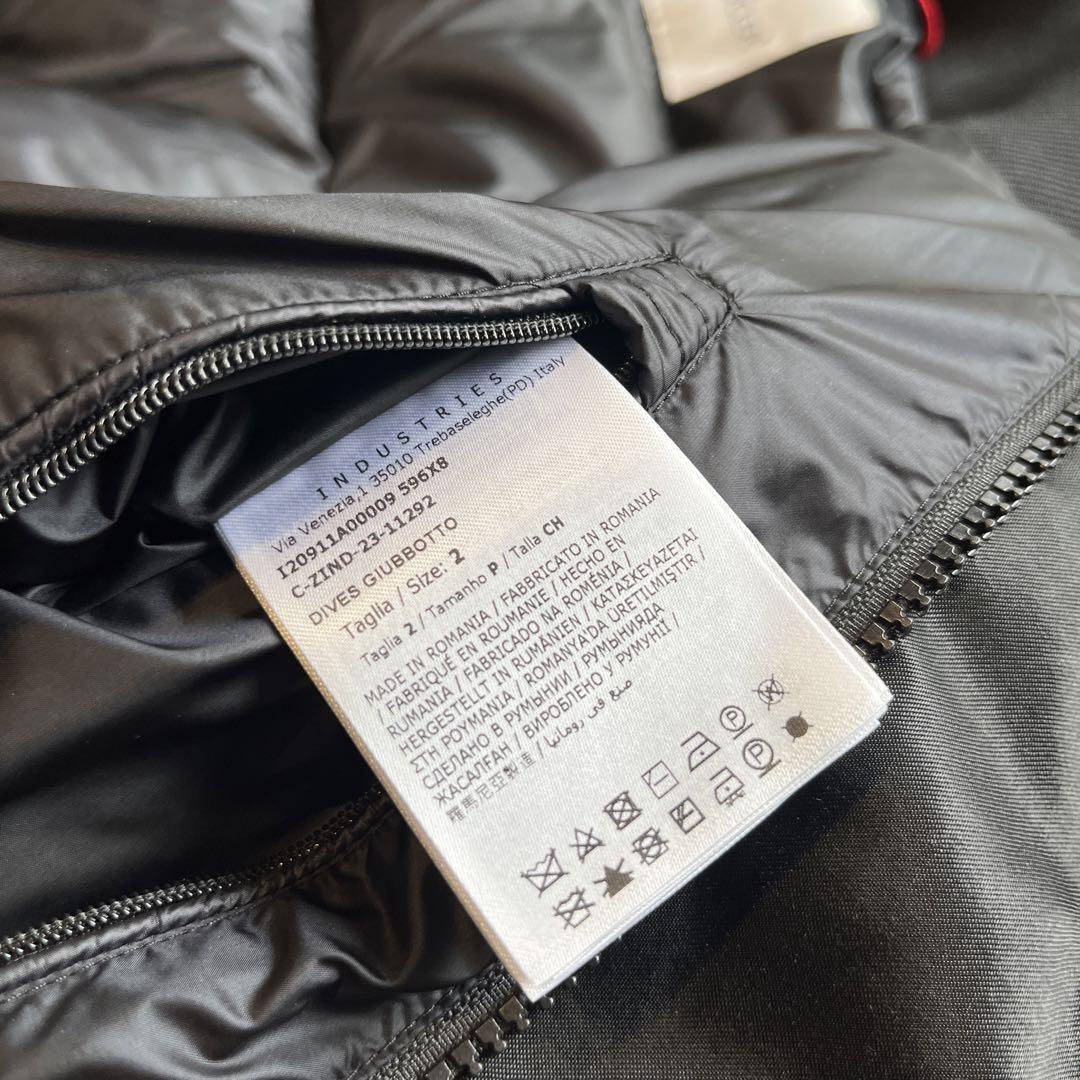 INDUSTRIES
Via Venezia,1 35010 Trebaseleghe(PD) Italy
I20911A00009 596X8
C-ZIND-23-11292
DIVES GIUBBOTTO
Taglia / Size: 2
Taglia 2 / Tamanho P / Talla CH
MADE IN ROMANIA / FABBRICATO IN ROMANIA
/ FABRIQUÉ EN ROUMANIE / HECHO EN
RUMANIA / FABRICADO NA ROMÉNIA /
HERGESTELLT IN RUMÄNIEN / ΚΑΤΑΣΚΕΥΑΖΕΤΑΙ
ΣΤΗ ΡΟΥΜΑΝΙΑ / ROMANYA'DA ÜRETILMIŞTIR /
СДЕЛАНО В РУМЫНИИ / РУМЫНИЯДА
ЖАСАЛҒАН / ВИРОБЛЕНО У РУМУНІЇ /
صنع في رومانيا /
羅馬尼亞製造 /
P
P